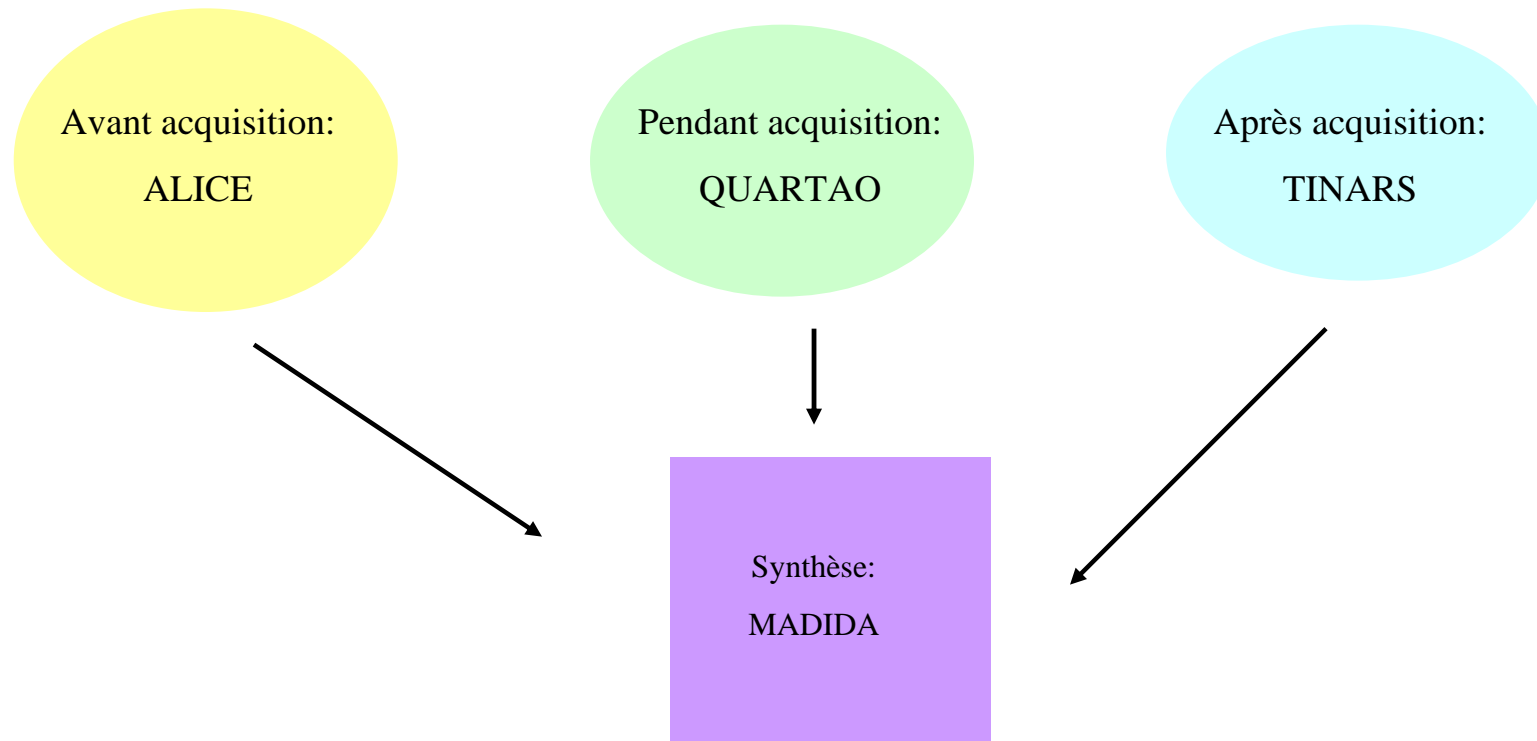 Avant acquisition:
ALICE
Pendant acquisition:
QUARTAO
Après acquisition:
TINARS
Synthèse:
MADIDA